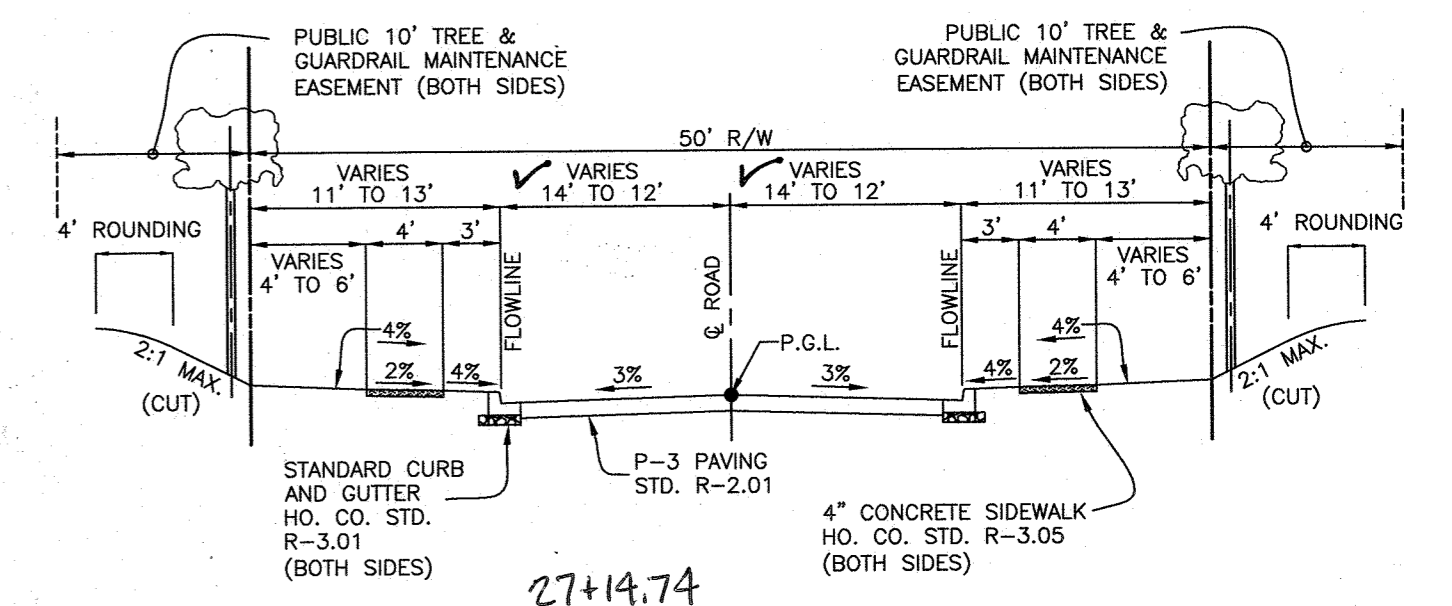 PUBLIC 10' TREE &
GUARDRAIL MAINTENANCE
EASEMENT (BOTH SIDES)
PUBLIC 10' TREE &
GUARDRAIL MAINTENANCE
EASEMENT (BOTH SIDES)
50' R/W
VARIES
11' TO 13'
VARIES
14' TO 12'
VARIES
14' TO 12'
VARIES
11' TO 13'
4' ROUNDING
4'
3'
3'
4'
4' ROUNDING
VARIES
4' TO 6'
VARIES
4' TO 6'
FLOWLINE
℄ ROAD
FLOWLINE
P.G.L.
4%
4%
2:1 MAX.
(CUT)
2%
4%
3%
3%
4%
2%
2:1 MAX.
(CUT)
STANDARD CURB
AND GUTTER
HO. CO. STD.
R-3.01
(BOTH SIDES)
P-3 PAVING
STD. R-2.01
4" CONCRETE SIDEWALK
HO. CO. STD. R-3.05
(BOTH SIDES)
27+14.74